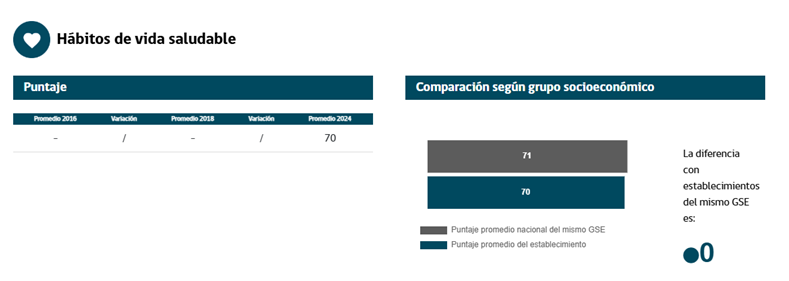 Hábitos de vida saludable
Puntaje
Promedio 2016 Variación Promedio 2018 Variación Promedio 2024
– / – / 70
Comparación según grupo socioeconómico
71
70
Puntaje promedio nacional del mismo GSE
Puntaje promedio del establecimiento
La diferencia
con
establecimientos
del mismo GSE
es:
0